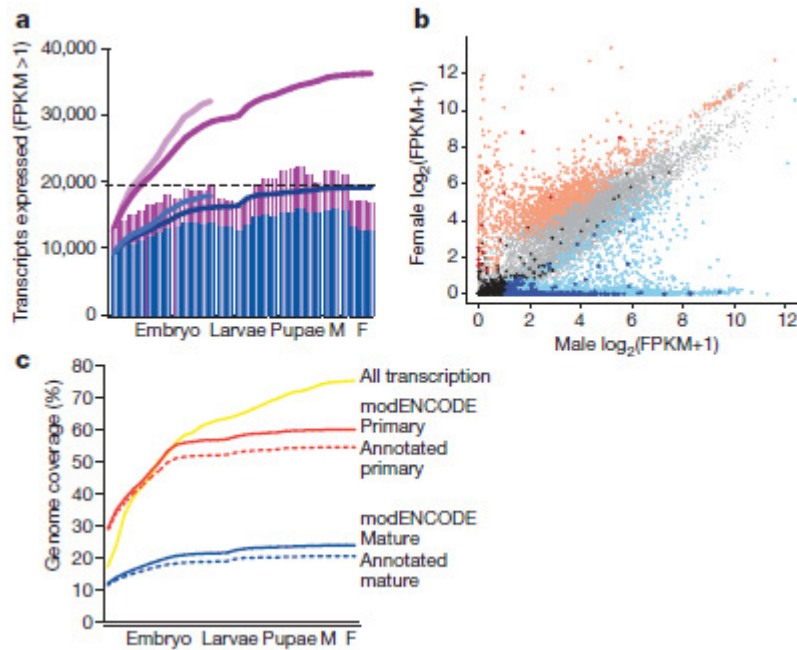 a
Transcripts expressed (FPKM >1)
40,000
30,000
20,000
10,000
0
Embryo Larvae Pupae M F
b
Female log2(FPKM+1)
12
10
8
6
4
2
0
0 2 4 6 8 10 12
Male log2(FPKM+1)
c
Genome coverage (%)
80
70
60
50
40
30
20
10
0
All transcription
modENCODE
Primary
Annotated
primary
modENCODE
Mature
Annotated
mature
Embryo Larvae Pupae M F